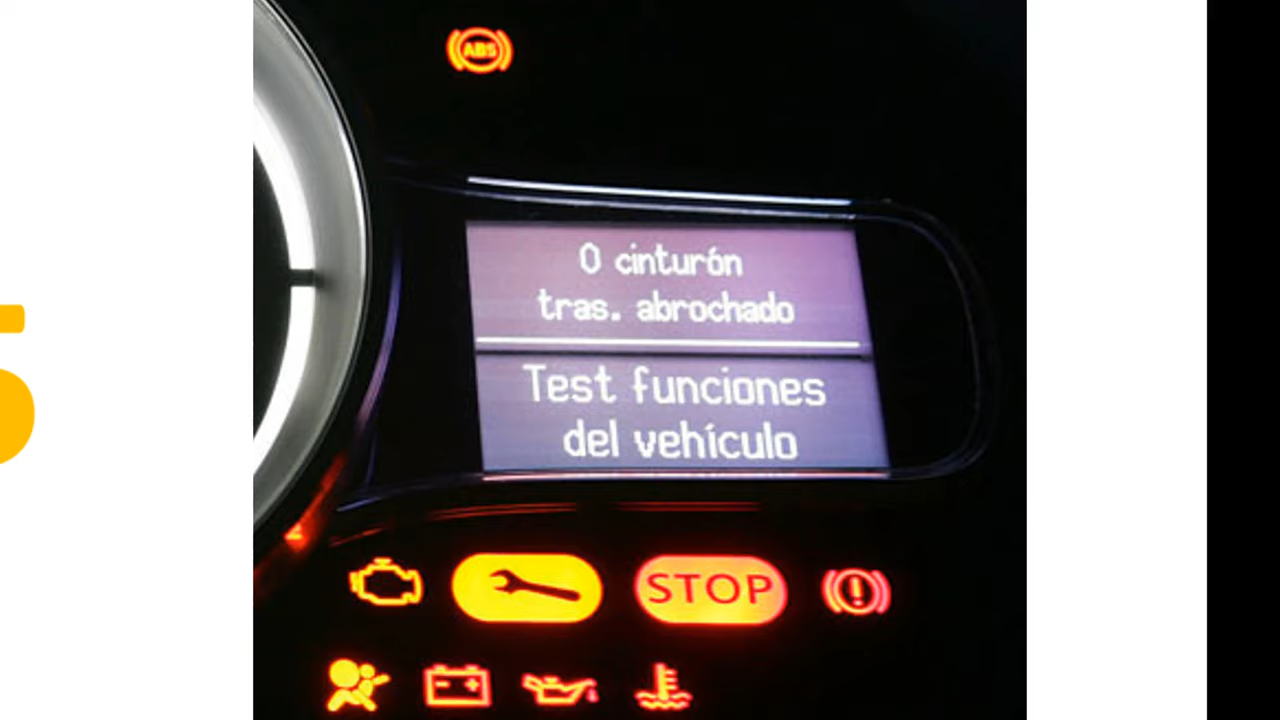 ABS
0 cinturón
tras. abrochado
Test funciones
del vehículo
STOP